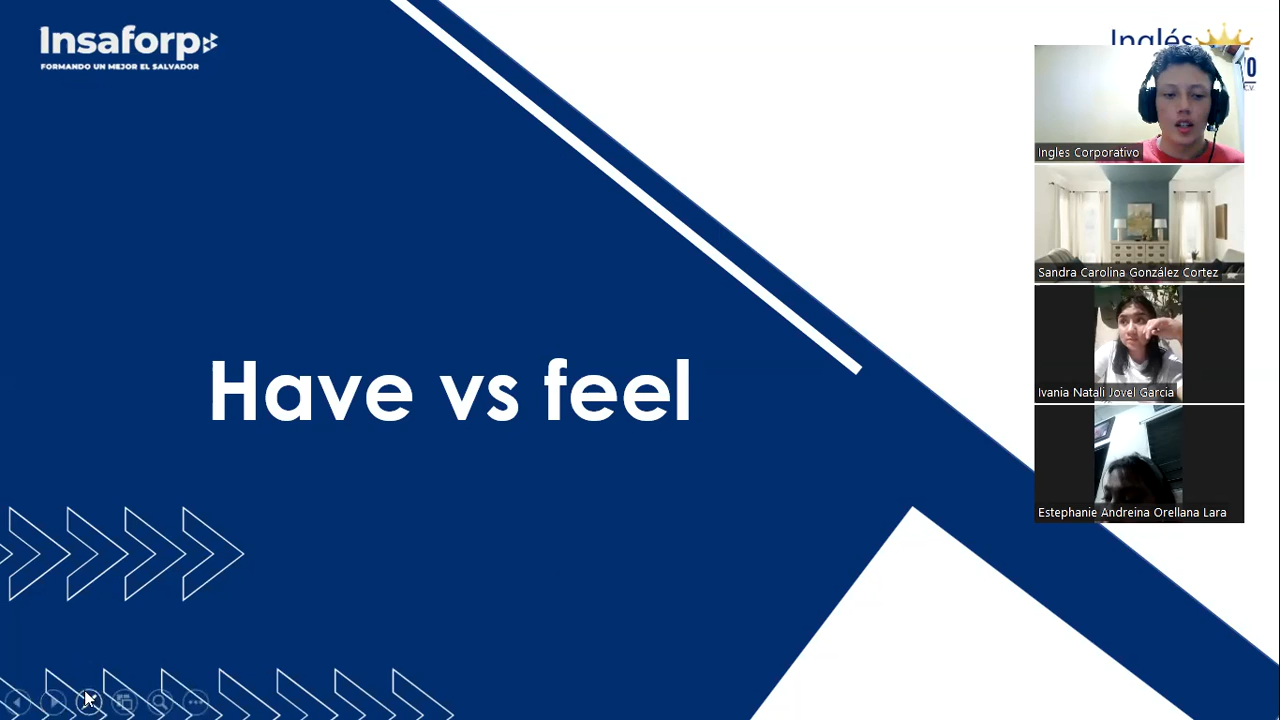 Insaforp
FORMANDO UN MEJOR EL SALVADOR
Inglés
Have vs feel
Ingles Corporativo
Sandra Carolina González Cortez
Ivania Natali Jovel García
Estephanie Andreina Orellana Lara